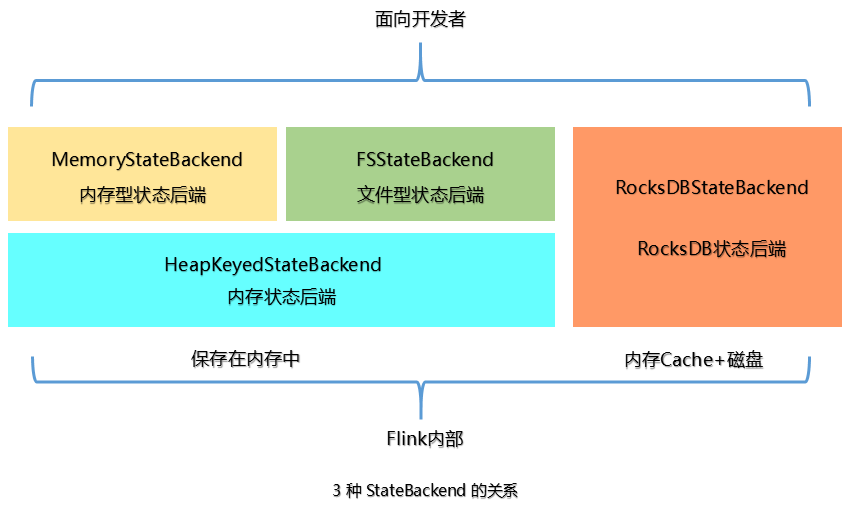 面向开发者
MemoryStateBackend
内存型状态后端
FSStateBackend
文件型状态后端
RocksDBStateBackend
RocksDB状态后端
HeapKeyedStateBackend
内存状态后端
保存在内存中
内存Cache+磁盘
Flink内部
3 种 StateBackend 的关系